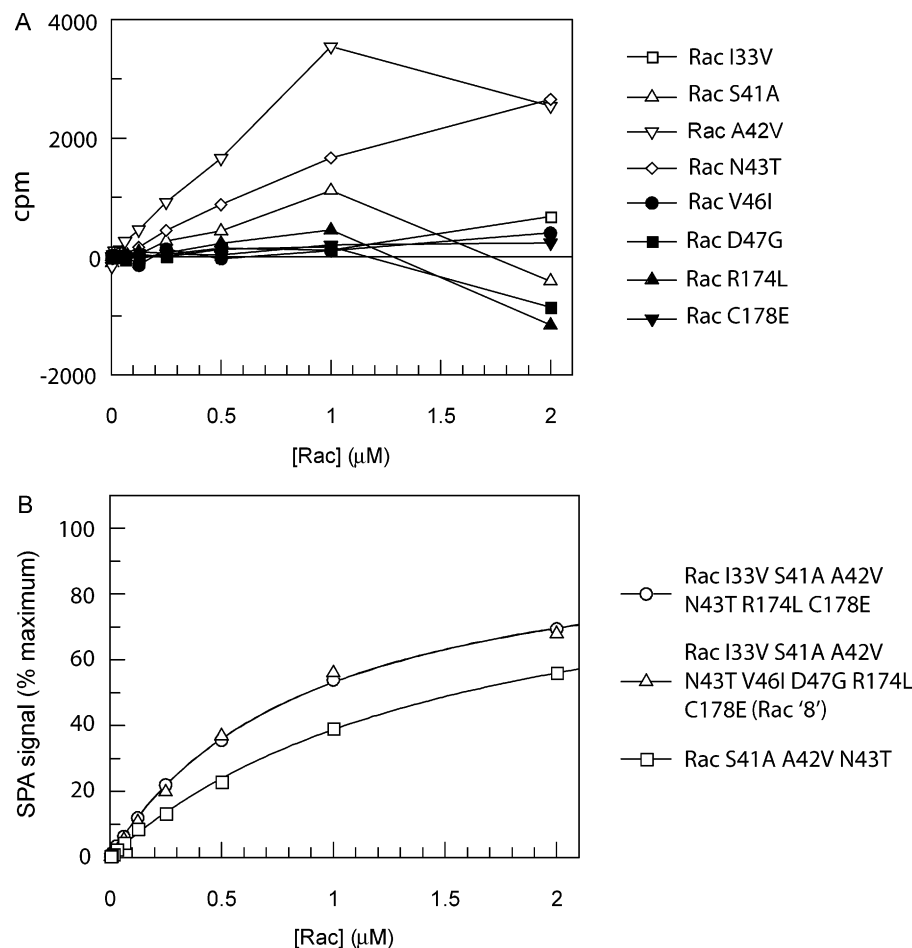 A
4000
2000
0
-2000
cpm
0
0.5
1
1.5
2
[Rac] (μM)
Rac I33V
Rac S41A
Rac A42V
Rac N43T
Rac V46I
Rac D47G
Rac R174L
Rac C178E
B
100
80
60
40
20
0
SPA signal (% maximum)
0
0.5
1
1.5
2
[Rac] (μM)
Rac I33V S41A A42V
N43T R174L C178E
Rac I33V S41A A42V
N43T V46I D47G R174L
C178E (Rac ‘8’)
Rac S41A A42V N43T